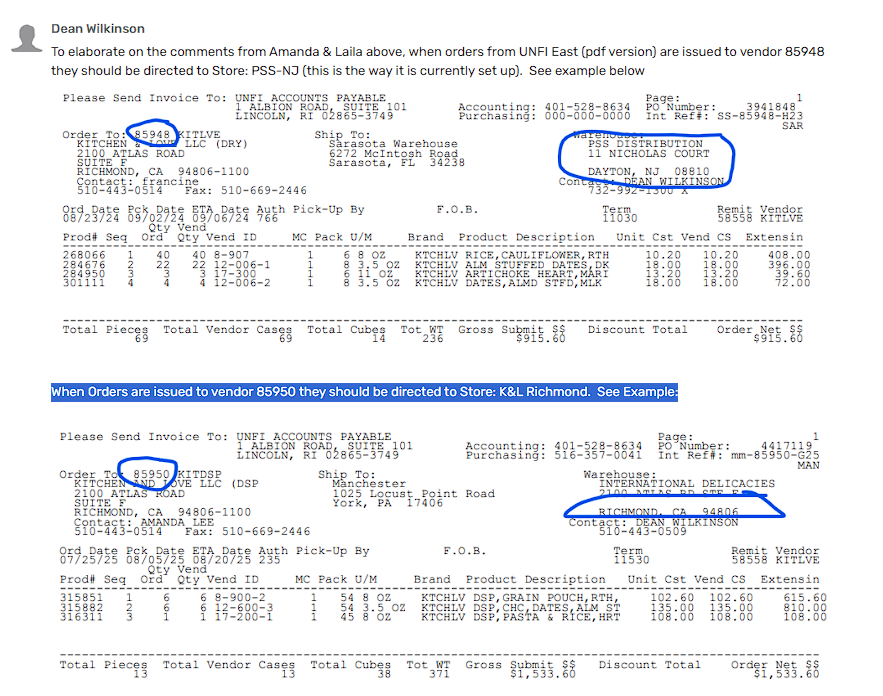 Dean Wilkinson
To elaborate on the comments from Amanda & Laila above, when orders from UNFI East (pdf version) are issued to vendor 85948
they should be directed to Store: PSS-NJ (this is the way it is currently set up).  See example below
Please Send Invoice To: UNFI ACCOUNTS PAYABLE Page: 1
1 ALBION ROAD, SUITE 101 Accounting: 401-528-8634 PO Number: 3941848
LINCOLN, RI 02865-3749 Purchasing: 000-000-0000 Int Ref#: SS-85948-H23
SAR
Order To: 85948 KITLVE Ship To: Warehouse:
KITCHEN & LOVE LLC (DRY) Sarasota Warehouse PSS DISTRIBUTION
2100 ATLAS ROAD 6272 McIntosh Road 11 NICHOLAS COURT
SUITE F Sarasota, FL 34238
RICHMOND, CA 94806-1100 DAYTON, NJ 08810
Contact: francine Contact: DEAN WILKINSON
510-443-0514 Fax: 510-669-2446 732-992-1300 X
Ord Date Pck Date ETA Date Auth Pick-Up By F.O.B. Term Remit Vendor
08/23/24 09/02/24 09/06/24 766 11030 58558 KITLVE
Qty Vend
Prod# Seq Ord Qty Vend ID MC Pack U/M Brand Product Description Unit Cst Vend CS Extensin
268066 1 40 40 8-907 1 6 8 OZ KTCHLV RICE,CAULIFLOWER,RTH 10.20 10.20 408.00
284676 2 22 22 12-006-1 1 8 3.5 OZ KTCHLV ALM STUFFED DATES,DK 18.00 18.00 396.00
284950 3 3 3 17-300 1 6 11 OZ KTCHLV ARTICHOKE HEART,MARI 13.20 13.20 39.60
301111 4 4 4 12-006-2 1 8 3.5 OZ KTCHLV DATES,ALMD STFD,MLK 18.00 18.00 72.00
Total Pieces Total Vendor Cases Total Cubes Tot WT Gross Submit $$ Discount Total Order Net $$
69 69 14 236 $915.60 $915.60
When Orders are issued to vendor 85950 they should be directed to Store: K&L Richmond.  See Example:
Please Send Invoice To: UNFI ACCOUNTS PAYABLE Page: 1
1 ALBION ROAD, SUITE 101 Accounting: 401-528-8634 PO Number: 4417119
LINCOLN, RI 02865-3749 Purchasing: 516-357-0041 Int Ref#: mm-85950-G25
MAN
Order To: 85950 KITDSP Ship To: Warehouse:
KITCHEN AND LOVE LLC (DSP Manchester INTERNATIONAL DELICACIES
2100 ATLAS ROAD 1025 Locust Point Road 2100 ATLAS RD STE F
SUITE F York, PA 17406
RICHMOND, CA 94806-1100 RICHMOND, CA 94806
Contact: AMANDA LEE Contact: DEAN WILKINSON
510-443-0514 Fax: 510-669-2446 510-443-0509
Ord Date Pck Date ETA Date Auth Pick-Up By F.O.B. Term Remit Vendor
07/25/25 08/05/25 08/20/25 235 11530 58558 KITLVE
Qty Vend
Prod# Seq Ord Qty Vend ID MC Pack U/M Brand Product Description Unit Cst Vend CS Extensin
315851 1 6 6 8-900-2 1 54 8 OZ KTCHLV DSP,GRAIN POUCH,RTH, 102.60 102.60 615.60
315882 2 6 6 12-600-3 1 54 3.5 OZ KTCHLV DSP,CHC,DATES,ALM ST 135.00 135.00 810.00
316311 3 1 1 17-200-1 1 45 8 OZ KTCHLV DSP,PASTA & RICE,HRT 108.00 108.00 108.00
Total Pieces Total Vendor Cases Total Cubes Tot WT Gross Submit $$ Discount Total Order Net $$
13 13 38 371 $1,533.60 $1,533.60